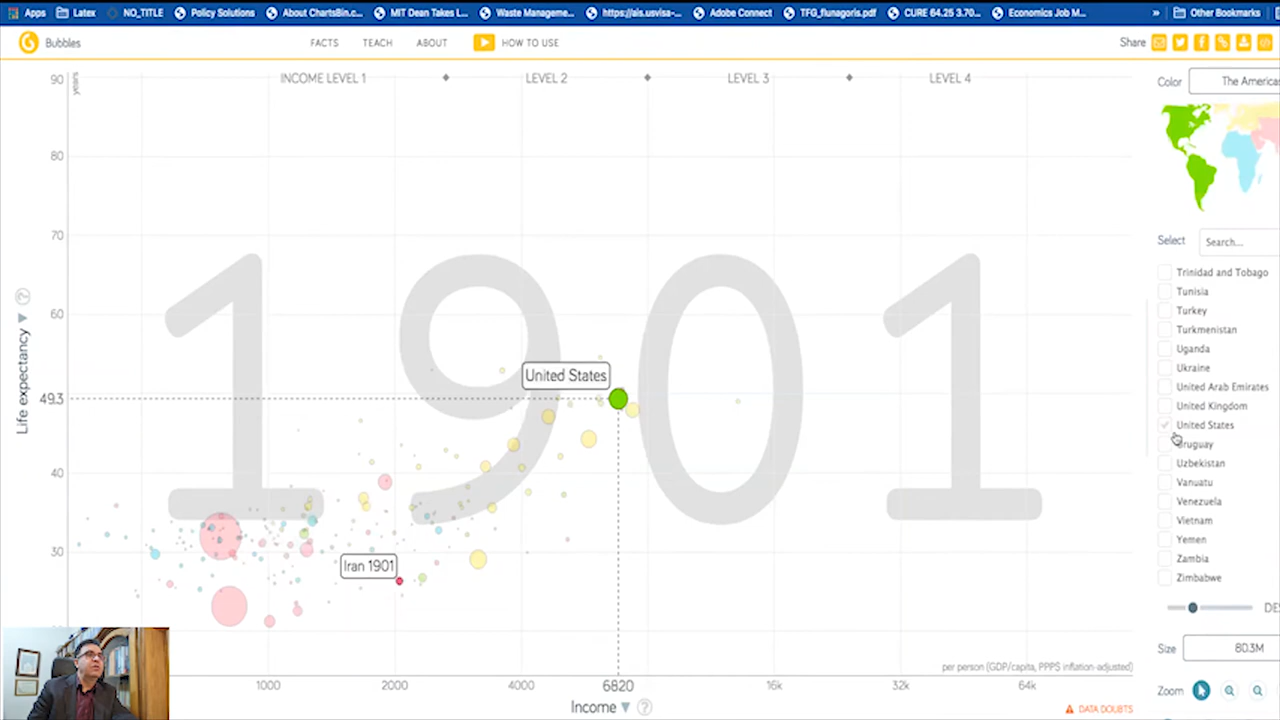 Apps Latex NO_TITLE Policy Solutions About ChartsBin.c... MIT Dean Takes L... Waste Manageme... https://ais.usvisa-... Adobe Connect TFG_flunagoris.pdf CURE 64.25 3.70... Economics Job M... » Other Bookmarks
Bubbles FACTS TEACH ABOUT HOW TO USE Share
90 years INCOME LEVEL 1 LEVEL 2 LEVEL 3 LEVEL 4
80
70
60
49.3
40
30
Life expectancy ?
1901
United States
Iran 1901
per person (GDP/capita, PPP$ inflation-adjusted)
1000 2000 4000 6820 16k 32k 64k
Income ?
DATA DOUBTS
Color The Americas
Select Search...
Trinidad and Tobago
Tunisia
Turkey
Turkmenistan
Uganda
Ukraine
United Arab Emirates
United Kingdom
United States
Uruguay
Uzbekistan
Vanuatu
Venezuela
Vietnam
Yemen
Zambia
Zimbabwe
Size 80.3M
Zoom